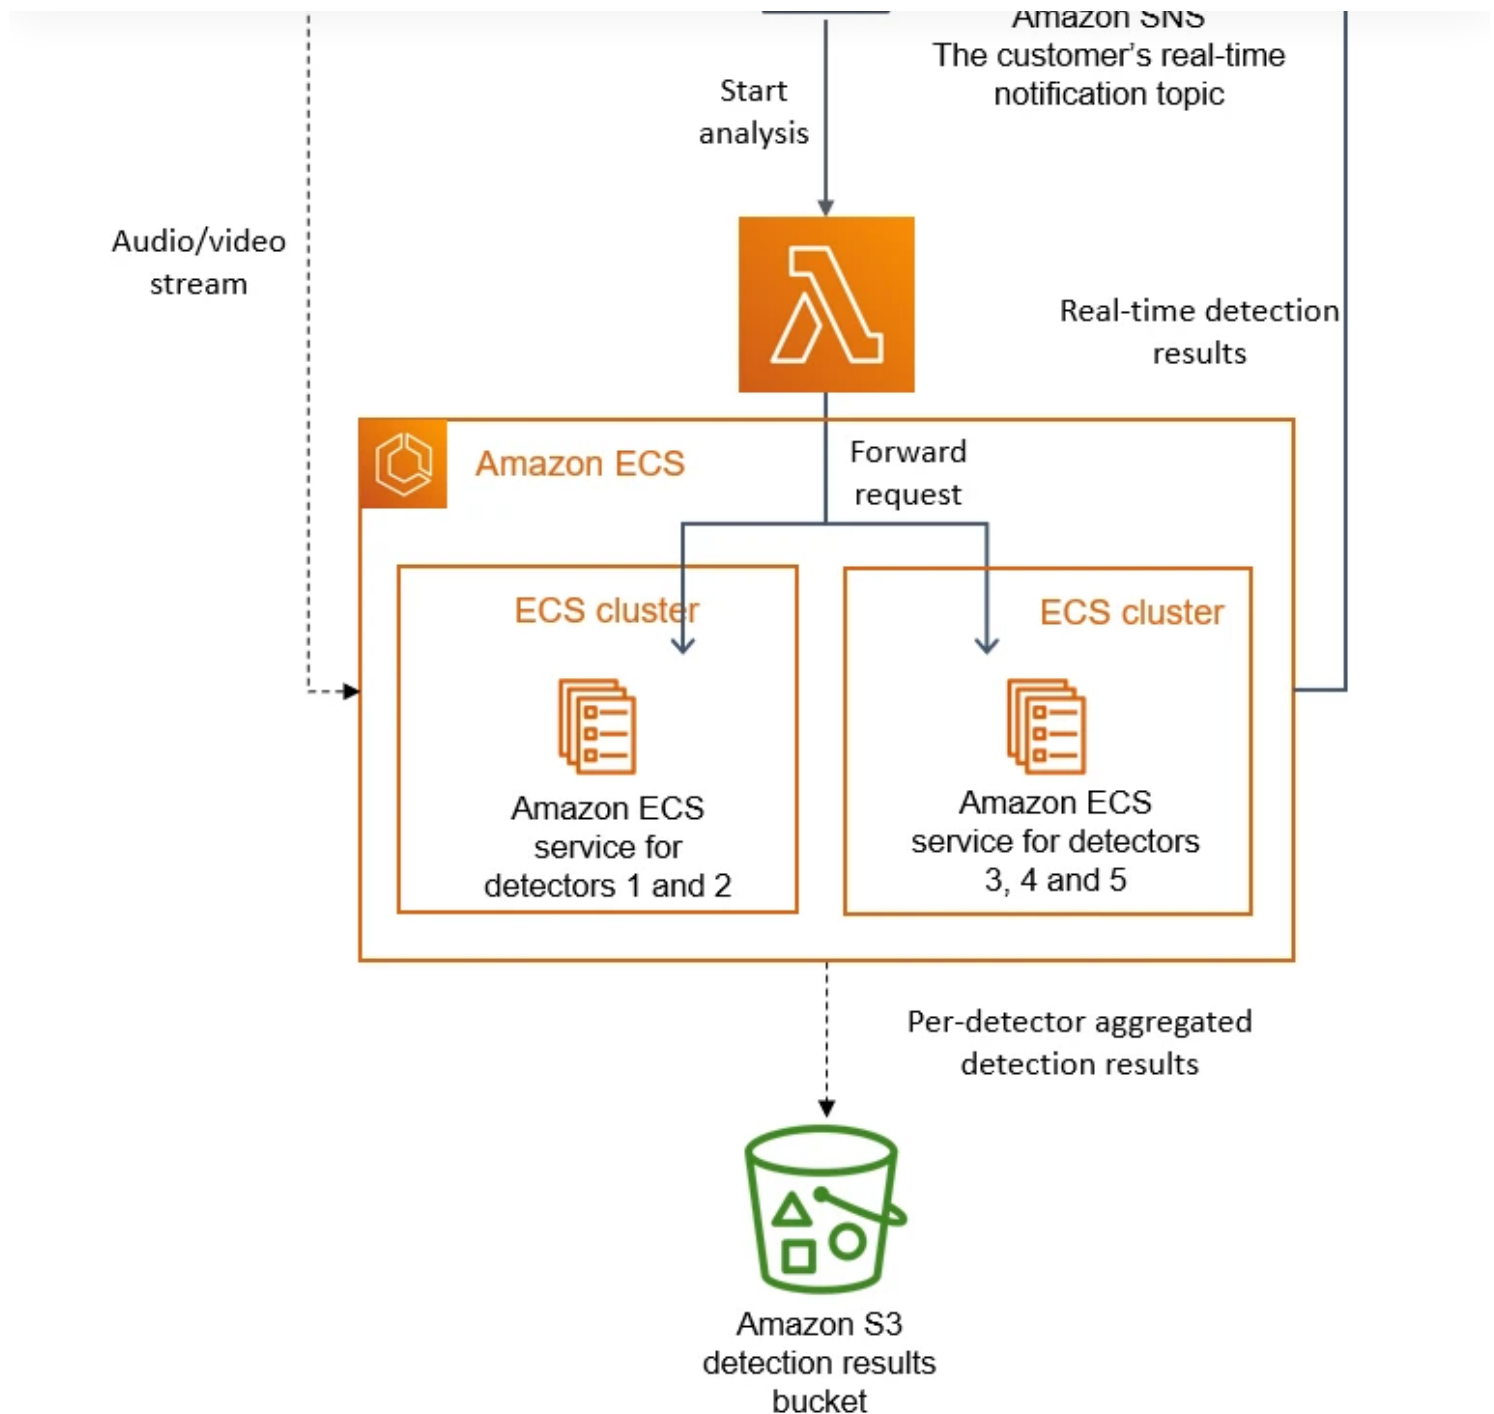 Amazon SNS
The customer's real-time
notification topic
Start
analysis
Audio/video
stream
Real-time detection
results
Amazon ECS
Forward
request
ECS cluster
ECS cluster
Amazon ECS
service for
detectors 1 and 2
Amazon ECS
service for detectors
3, 4 and 5
Per-detector aggregated
detection results
Amazon S3
detection results
bucket